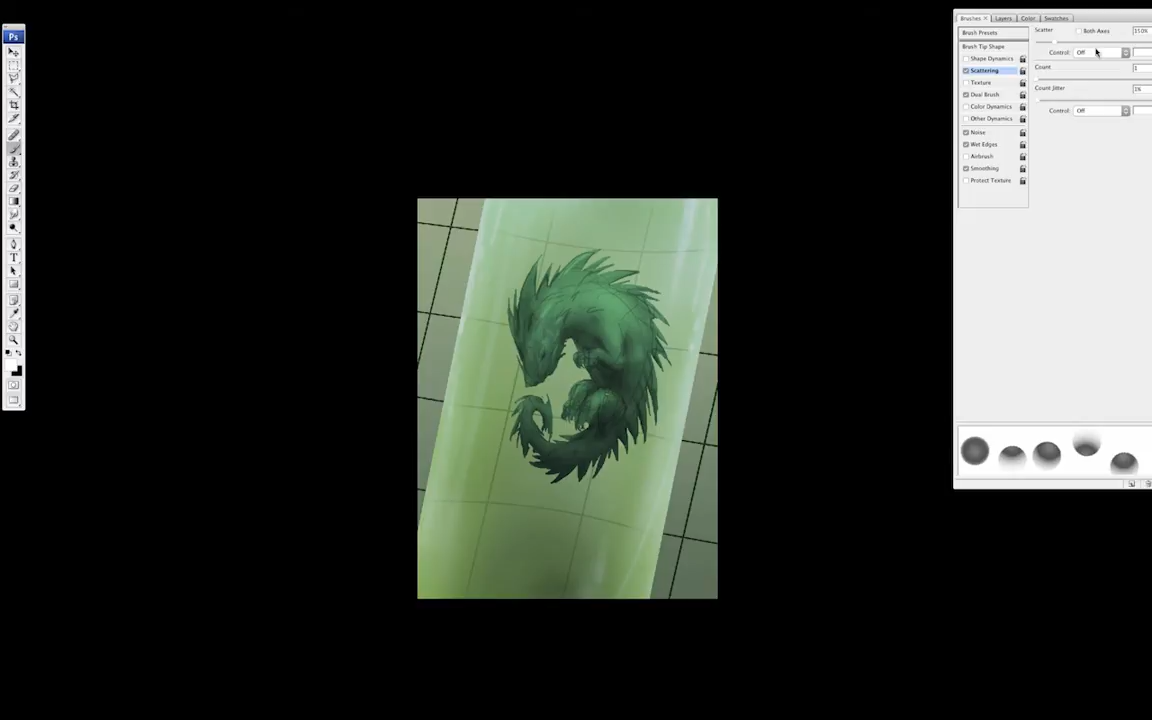 Ps
T
Brushes × Layers Color Swatches
Brush Presets
Brush Tip Shape
Shape Dynamics
Scattering
Texture
Dual Brush
Color Dynamics
Other Dynamics
Noise
Wet Edges
Airbrush
Smoothing
Protect Texture
Scatter Both Axes
Control: Off
Count 1
Count Jitter
Control: Off